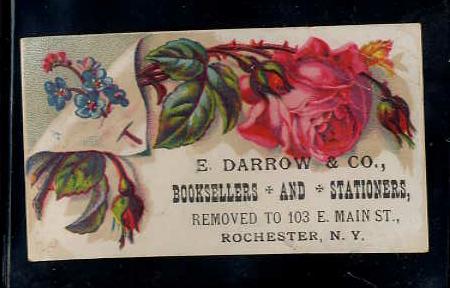 E. DARROW & CO.,
BOOKSELLERS + AND + STATIONERS,
REMOVED TO 103 E. MAIN ST.,
ROCHESTER, N. Y.